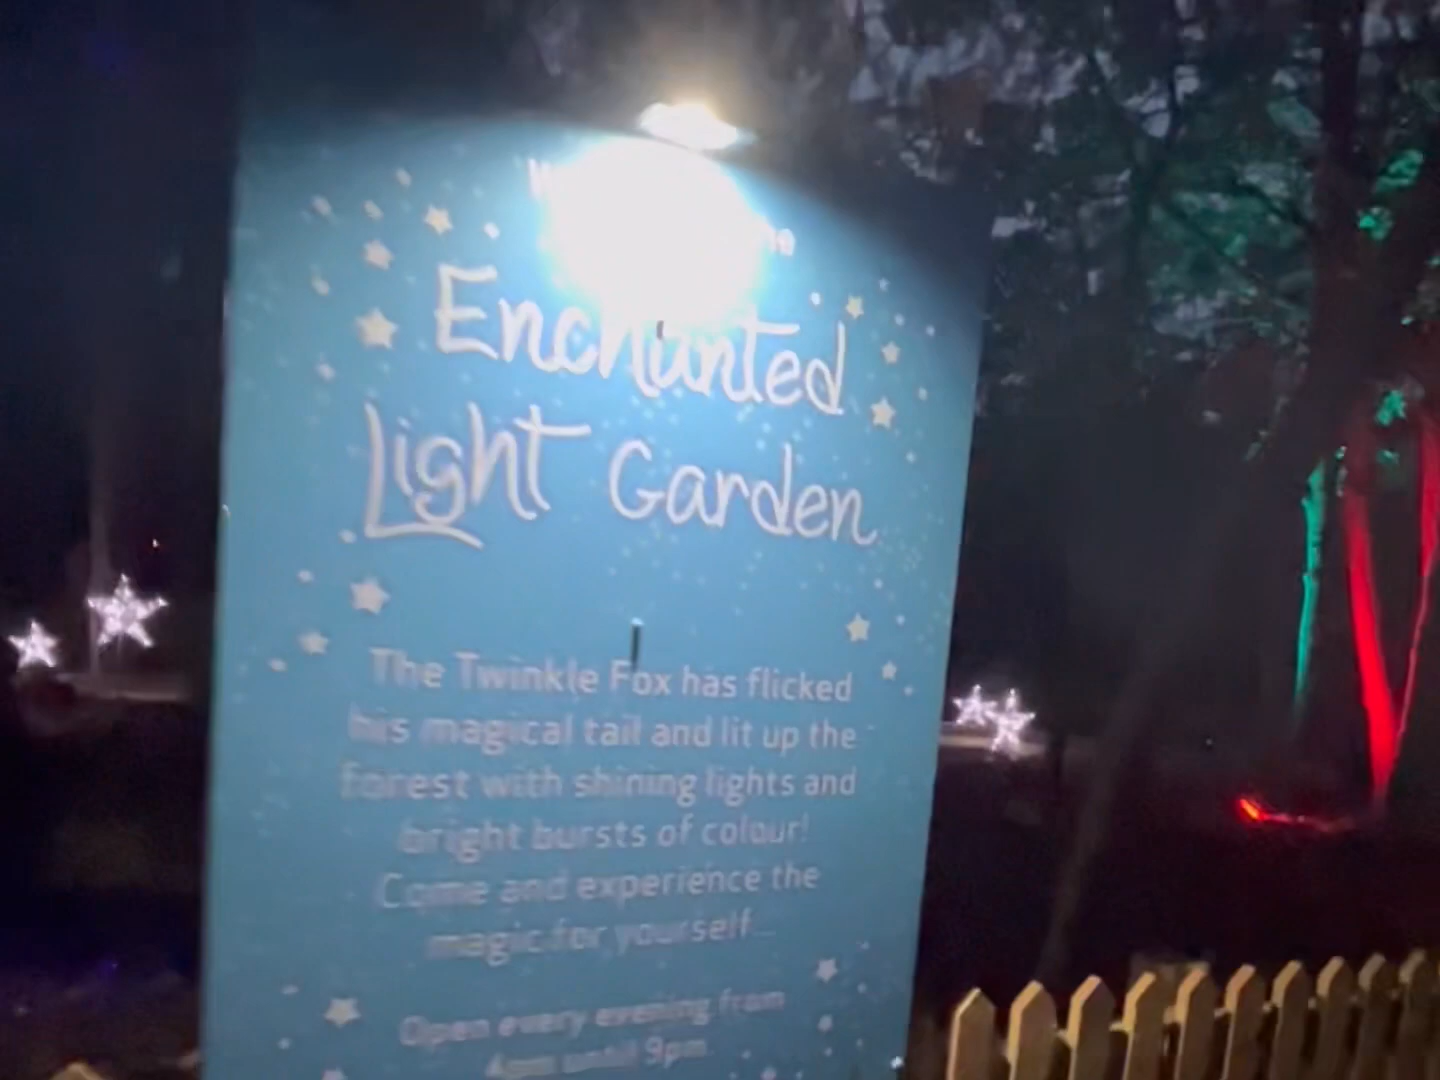 Enchanted
Light Garden
The Twinkle Fox has flicked
his magical tail and lit up the
forest with shining lights and
bright bursts of colour!
Come and experience the
magic for yourself...
Open every evening from
4pm until 9pm